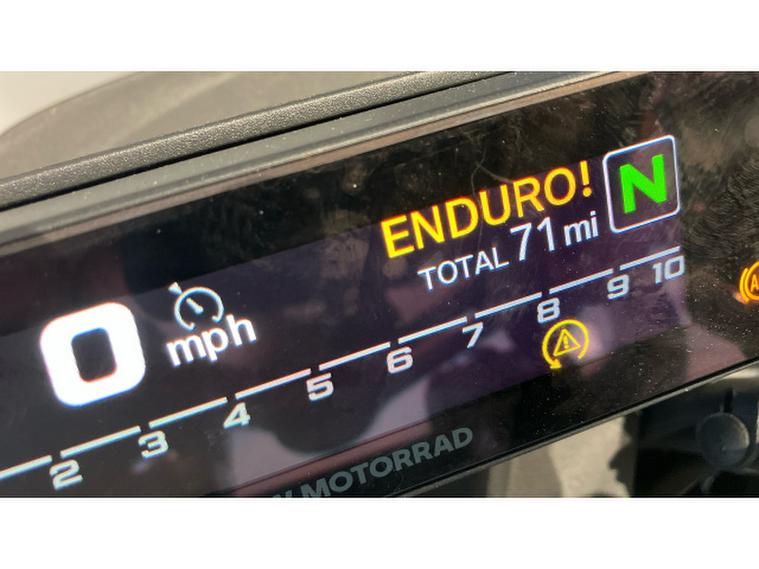 ENDURO!
N
TOTAL 71 mi
0
mph
2 3 4 5 6 7 8 9 10
MOTORRAD